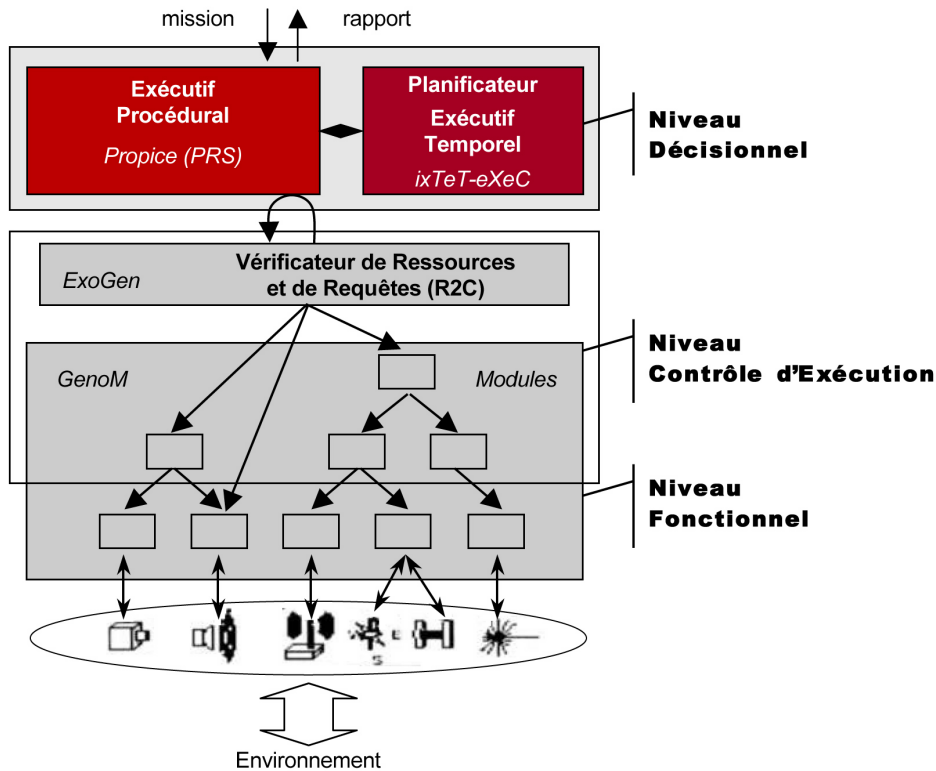 mission
rapport
Exécutif
Procédural
Propice (PRS)
Planificateur
Exécutif
Temporel
ixTeT-eXeC
Niveau
Décisionnel
ExoGen
Vérificateur de Ressources
et de Requêtes (R2C)
Niveau
Contrôle d'Exécution
GenoM
Modules
Niveau
Fonctionnel
E
S
Environnement